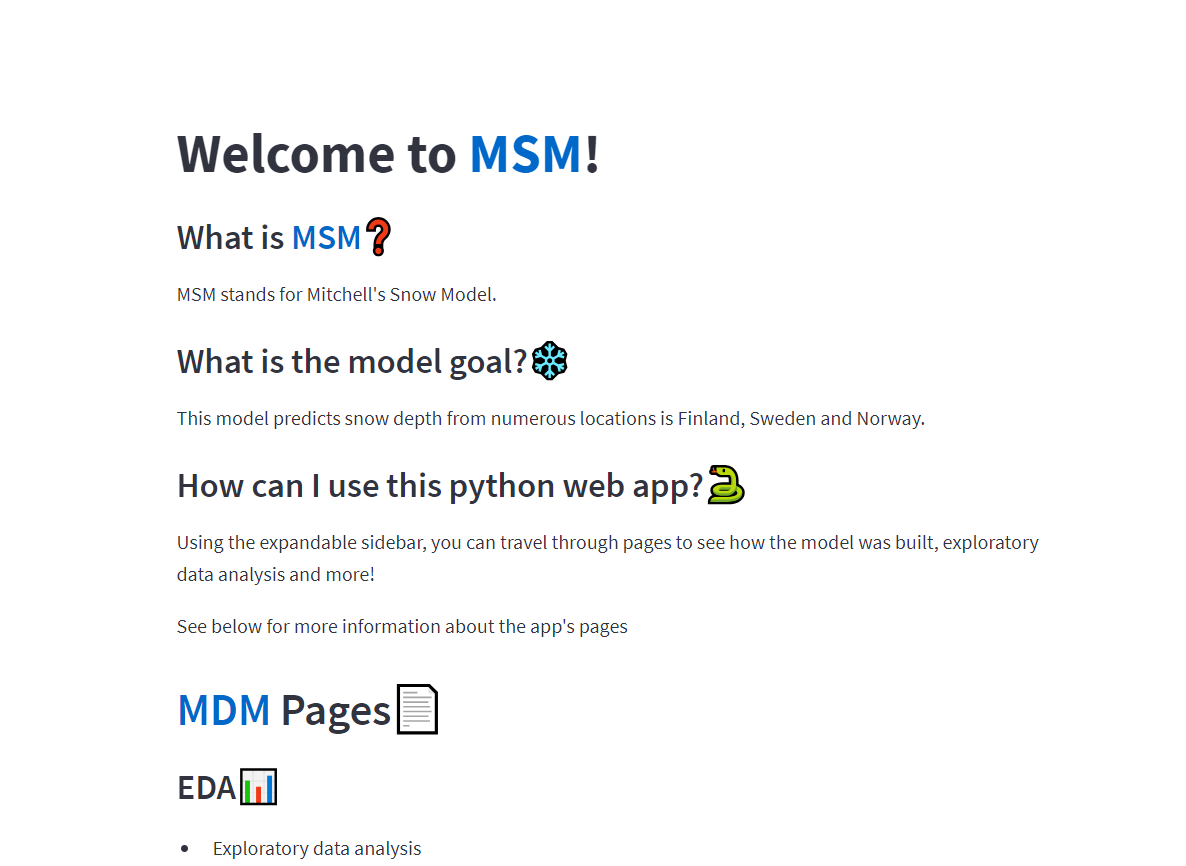 Welcome to MSM!
What is MSM❓
MSM stands for Mitchell's Snow Model.
What is the model goal?❄
This model predicts snow depth from numerous locations is Finland, Sweden and Norway.
How can I use this python web app?🐍
Using the expandable sidebar, you can travel through pages to see how the model was built, exploratory
data analysis and more!
See below for more information about the app's pages
MDM Pages📄
EDA📊
• Exploratory data analysis